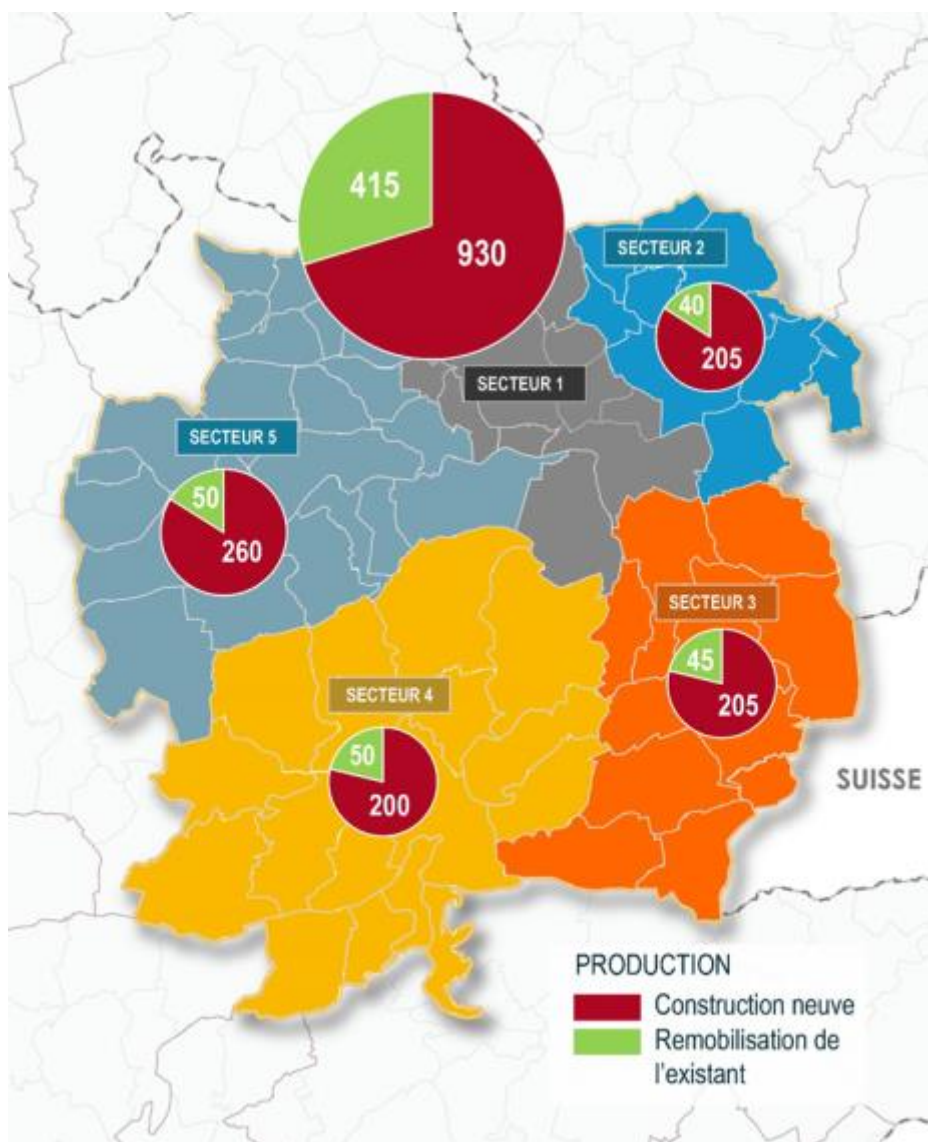 415
930
SECTEUR 2
40
205
SECTEUR 1
SECTEUR 5
50
260
SECTEUR 3
45
205
SECTEUR 4
50
200
SUISSE
PRODUCTION
Construction neuve
Remobilisation de
l'existant